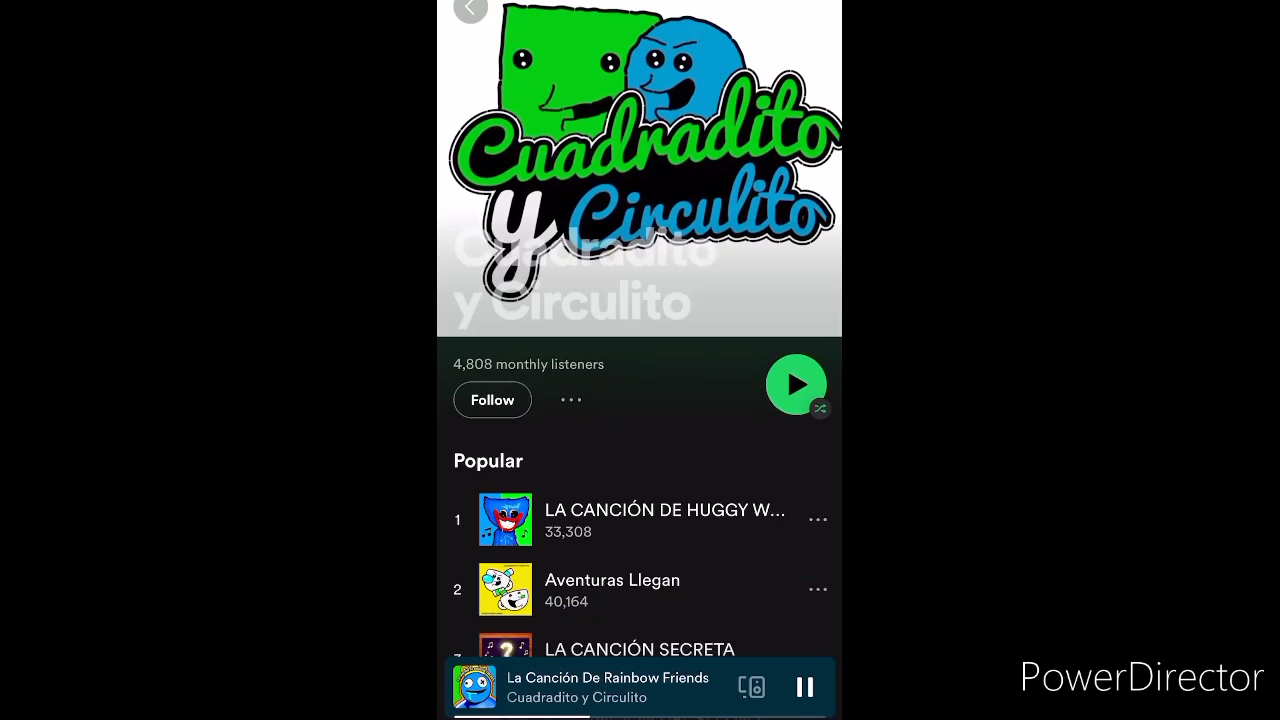 Cuadradito
y Circulito
Cuadradito
y Circulito
4,808 monthly listeners
Follow
Popular
1
LA CANCIÓN DE HUGGY W...
33,308
2
Aventuras Llegan
40,164
LA CANCIÓN SECRETA
?
La Canción De Rainbow Friends
Cuadradito y Circulito
PowerDirector